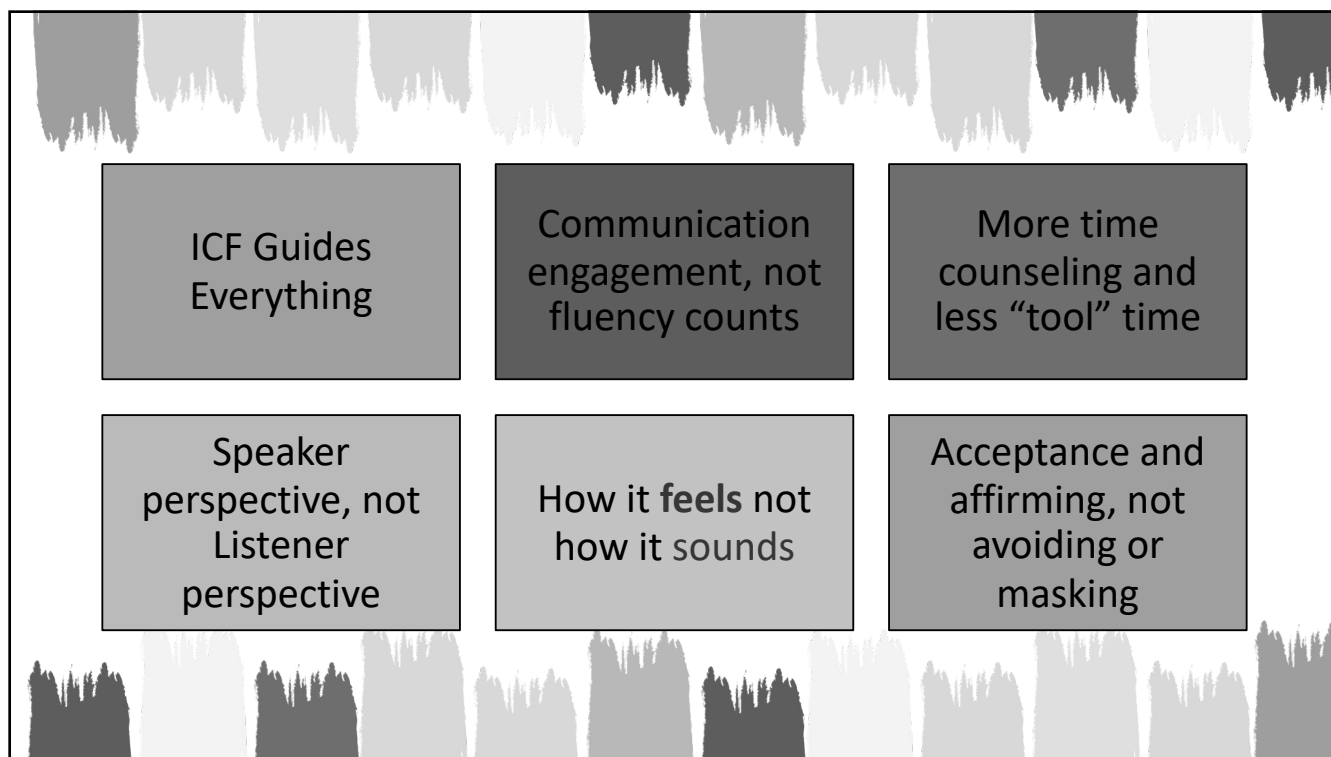 ICF Guides
Everything
Communication
engagement, not
fluency counts
More time
counseling and
less “tool” time
Speaker
perspective, not
Listener
perspective
How it feels not
how it sounds
Acceptance and
affirming, not
avoiding or
masking